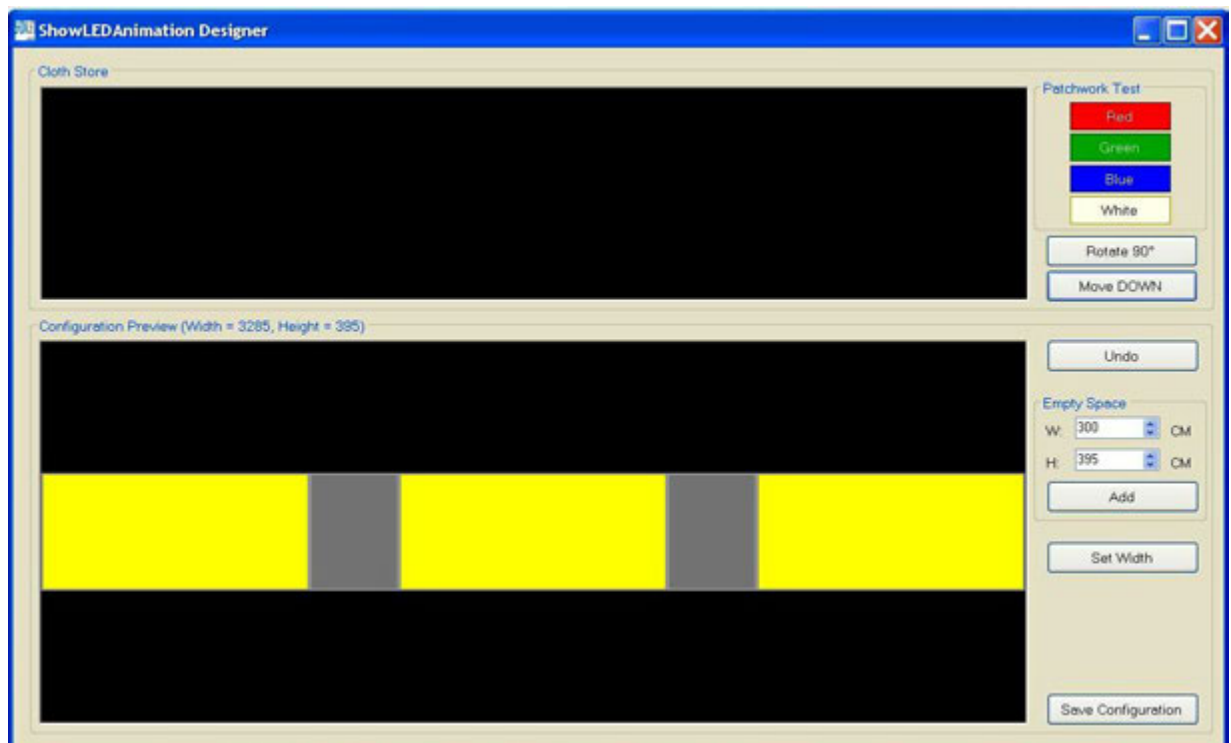 ShowLEDAnimation Designer
Cloth Store
Patchwork Test
Red
Green
Blue
White
Rotate 90°
Move DOWN
Configuration Preview (Width = 3285, Height = 395)
Undo
Empty Space
W: 300 CM
H: 395 CM
Add
Set Width
Save Configuration